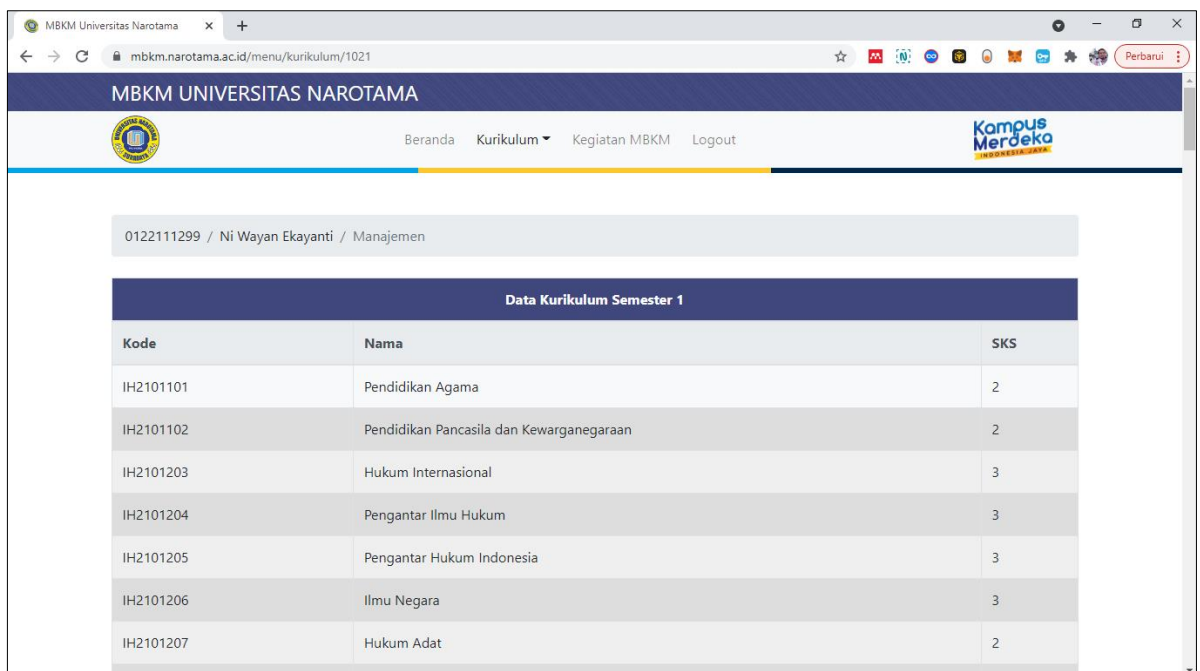 MBKM Universitas Narotama
mbkm.narotama.ac.id/menu/kurikulum/1021
Perbarui
MBKM UNIVERSITAS NAROTAMA
Beranda Kurikulum Kegiatan MBKM Logout
Kampus
Merdeka
INDONESIA JAYA
0122111299 / Ni Wayan Ekayanti / Manajemen
Data Kurikulum Semester 1
Kode Nama SKS
IH2101101 Pendidikan Agama 2
IH2101102 Pendidikan Pancasila dan Kewarganegaraan 2
IH2101203 Hukum Internasional 3
IH2101204 Pengantar Ilmu Hukum 3
IH2101205 Pengantar Hukum Indonesia 3
IH2101206 Ilmu Negara 3
IH2101207 Hukum Adat 2